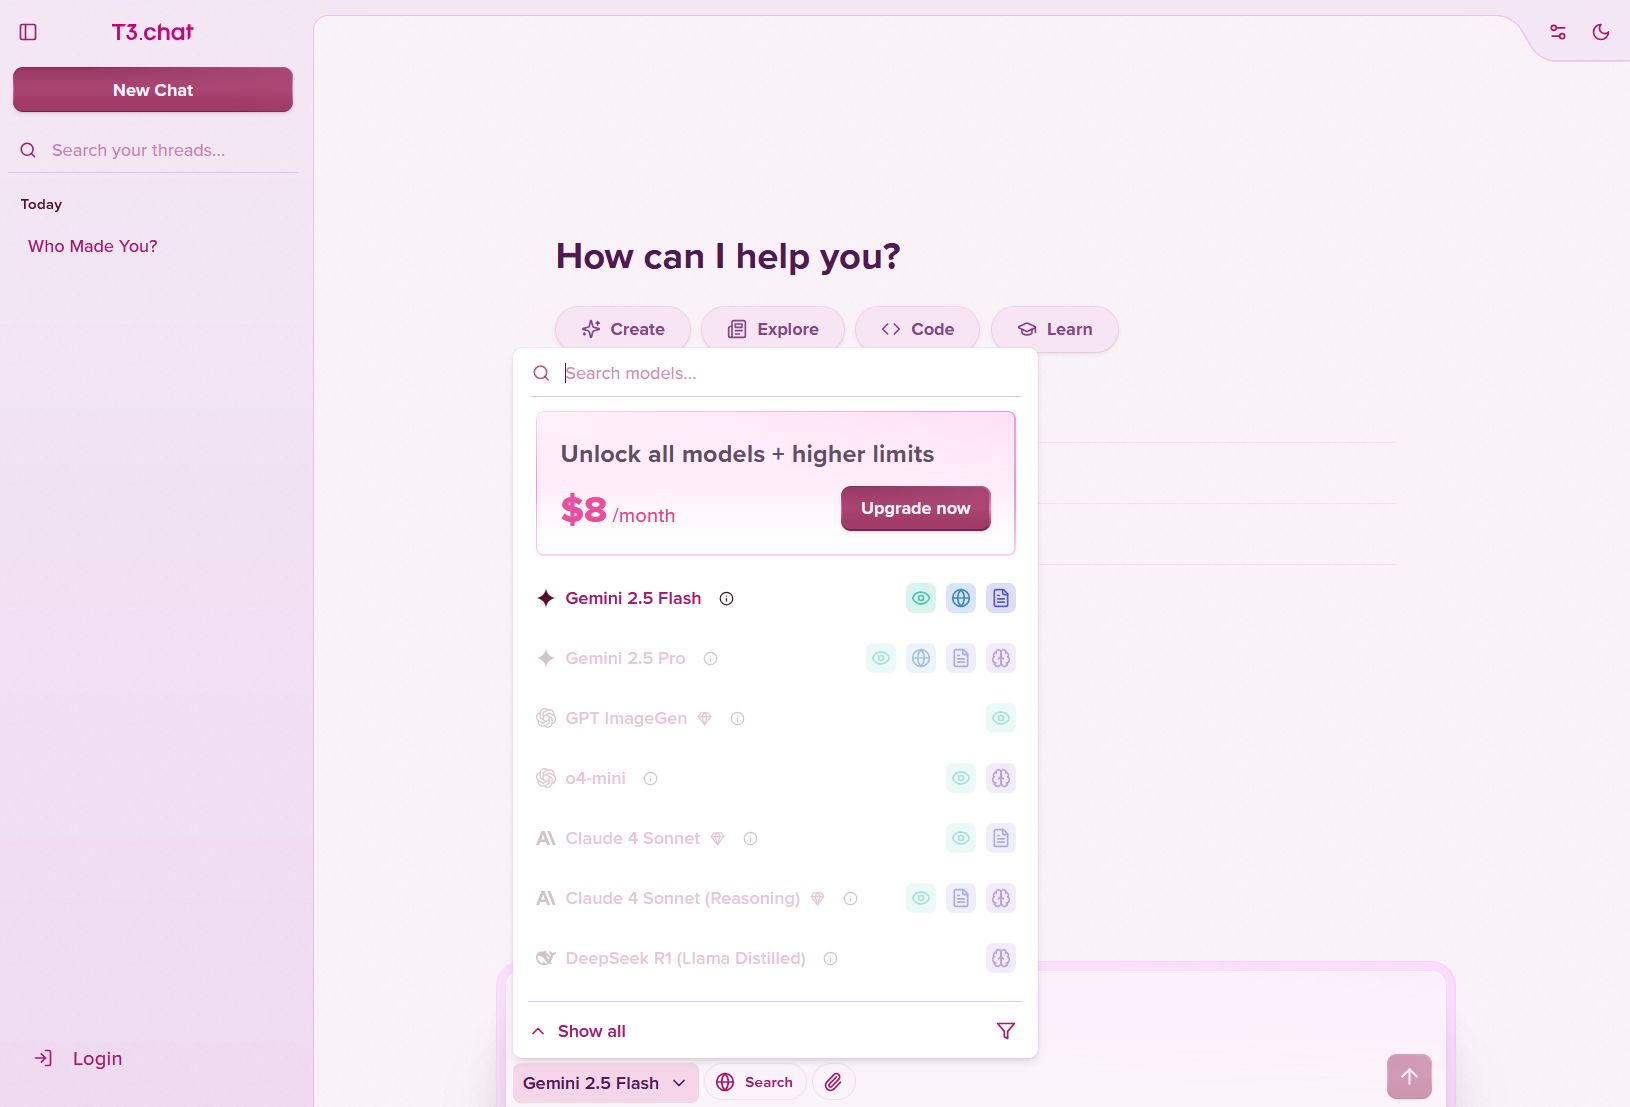 T3.chat
New Chat
Search your threads...
Today
Who Made You?
Login
How can I help you?
Create
Explore
Code
Learn
Search models...
Unlock all models + higher limits
$8 /month
Upgrade now
Gemini 2.5 Flash
Gemini 2.5 Pro
GPT ImageGen
o4-mini
Claude 4 Sonnet
Claude 4 Sonnet (Reasoning)
DeepSeek R1 (Llama Distilled)
Show all
Gemini 2.5 Flash
Search